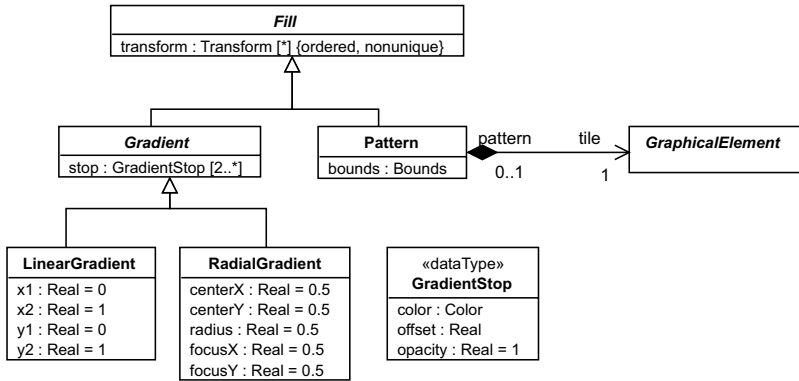 Fill
transform : Transform [*] {ordered, nonunique}
Gradient
stop : GradientStop [2..*]
Pattern
bounds : Bounds
pattern
0..1
tile
1
GraphicalElement
LinearGradient
x1 : Real = 0
x2 : Real = 1
y1 : Real = 0
y2 : Real = 1
RadialGradient
centerX : Real = 0.5
centerY : Real = 0.5
radius : Real = 0.5
focusX : Real = 0.5
focusY : Real = 0.5
«dataType»
GradientStop
color : Color
offset : Real
opacity : Real = 1